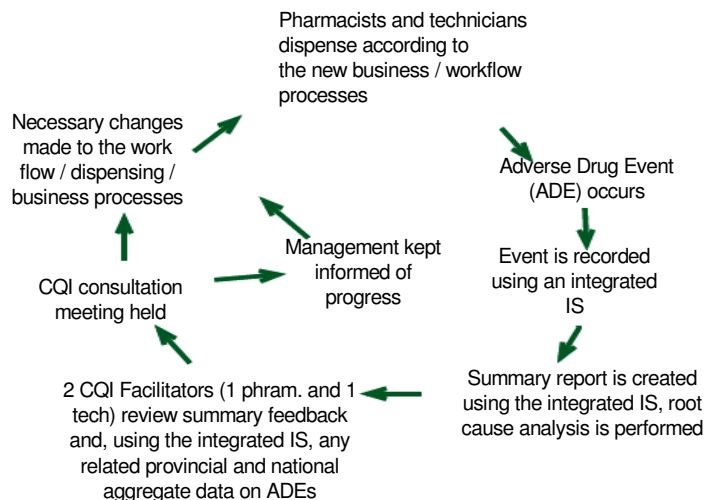 Pharmacists and technicians
dispense according to
the new business / workflow
processes
Adverse Drug Event
(ADE) occurs
Event is recorded
using an integrated
IS
Summary report is created
using the integrated IS, root
cause analysis is performed
2 CQI Facilitators (1 phram. and 1
tech) review summary feedback
and, using the integrated IS, any
related provincial and national
aggregate data on ADEs
CQI consultation
meeting held
Management kept
informed of
progress
Necessary changes
made to the work
flow / dispensing /
business processes